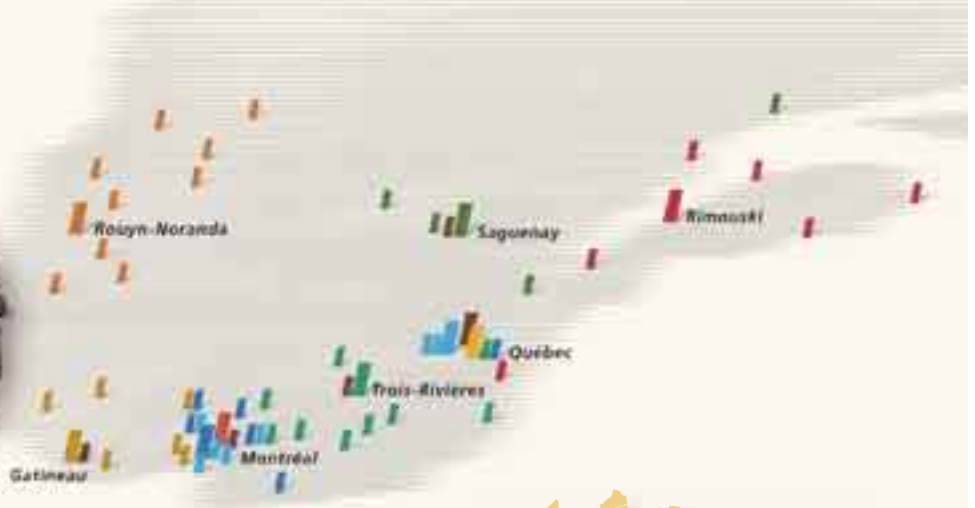 Rouyn-Noranda
Saguenay
Rimouski
Québec
Trois-Rivières
Montréal
Gatineau